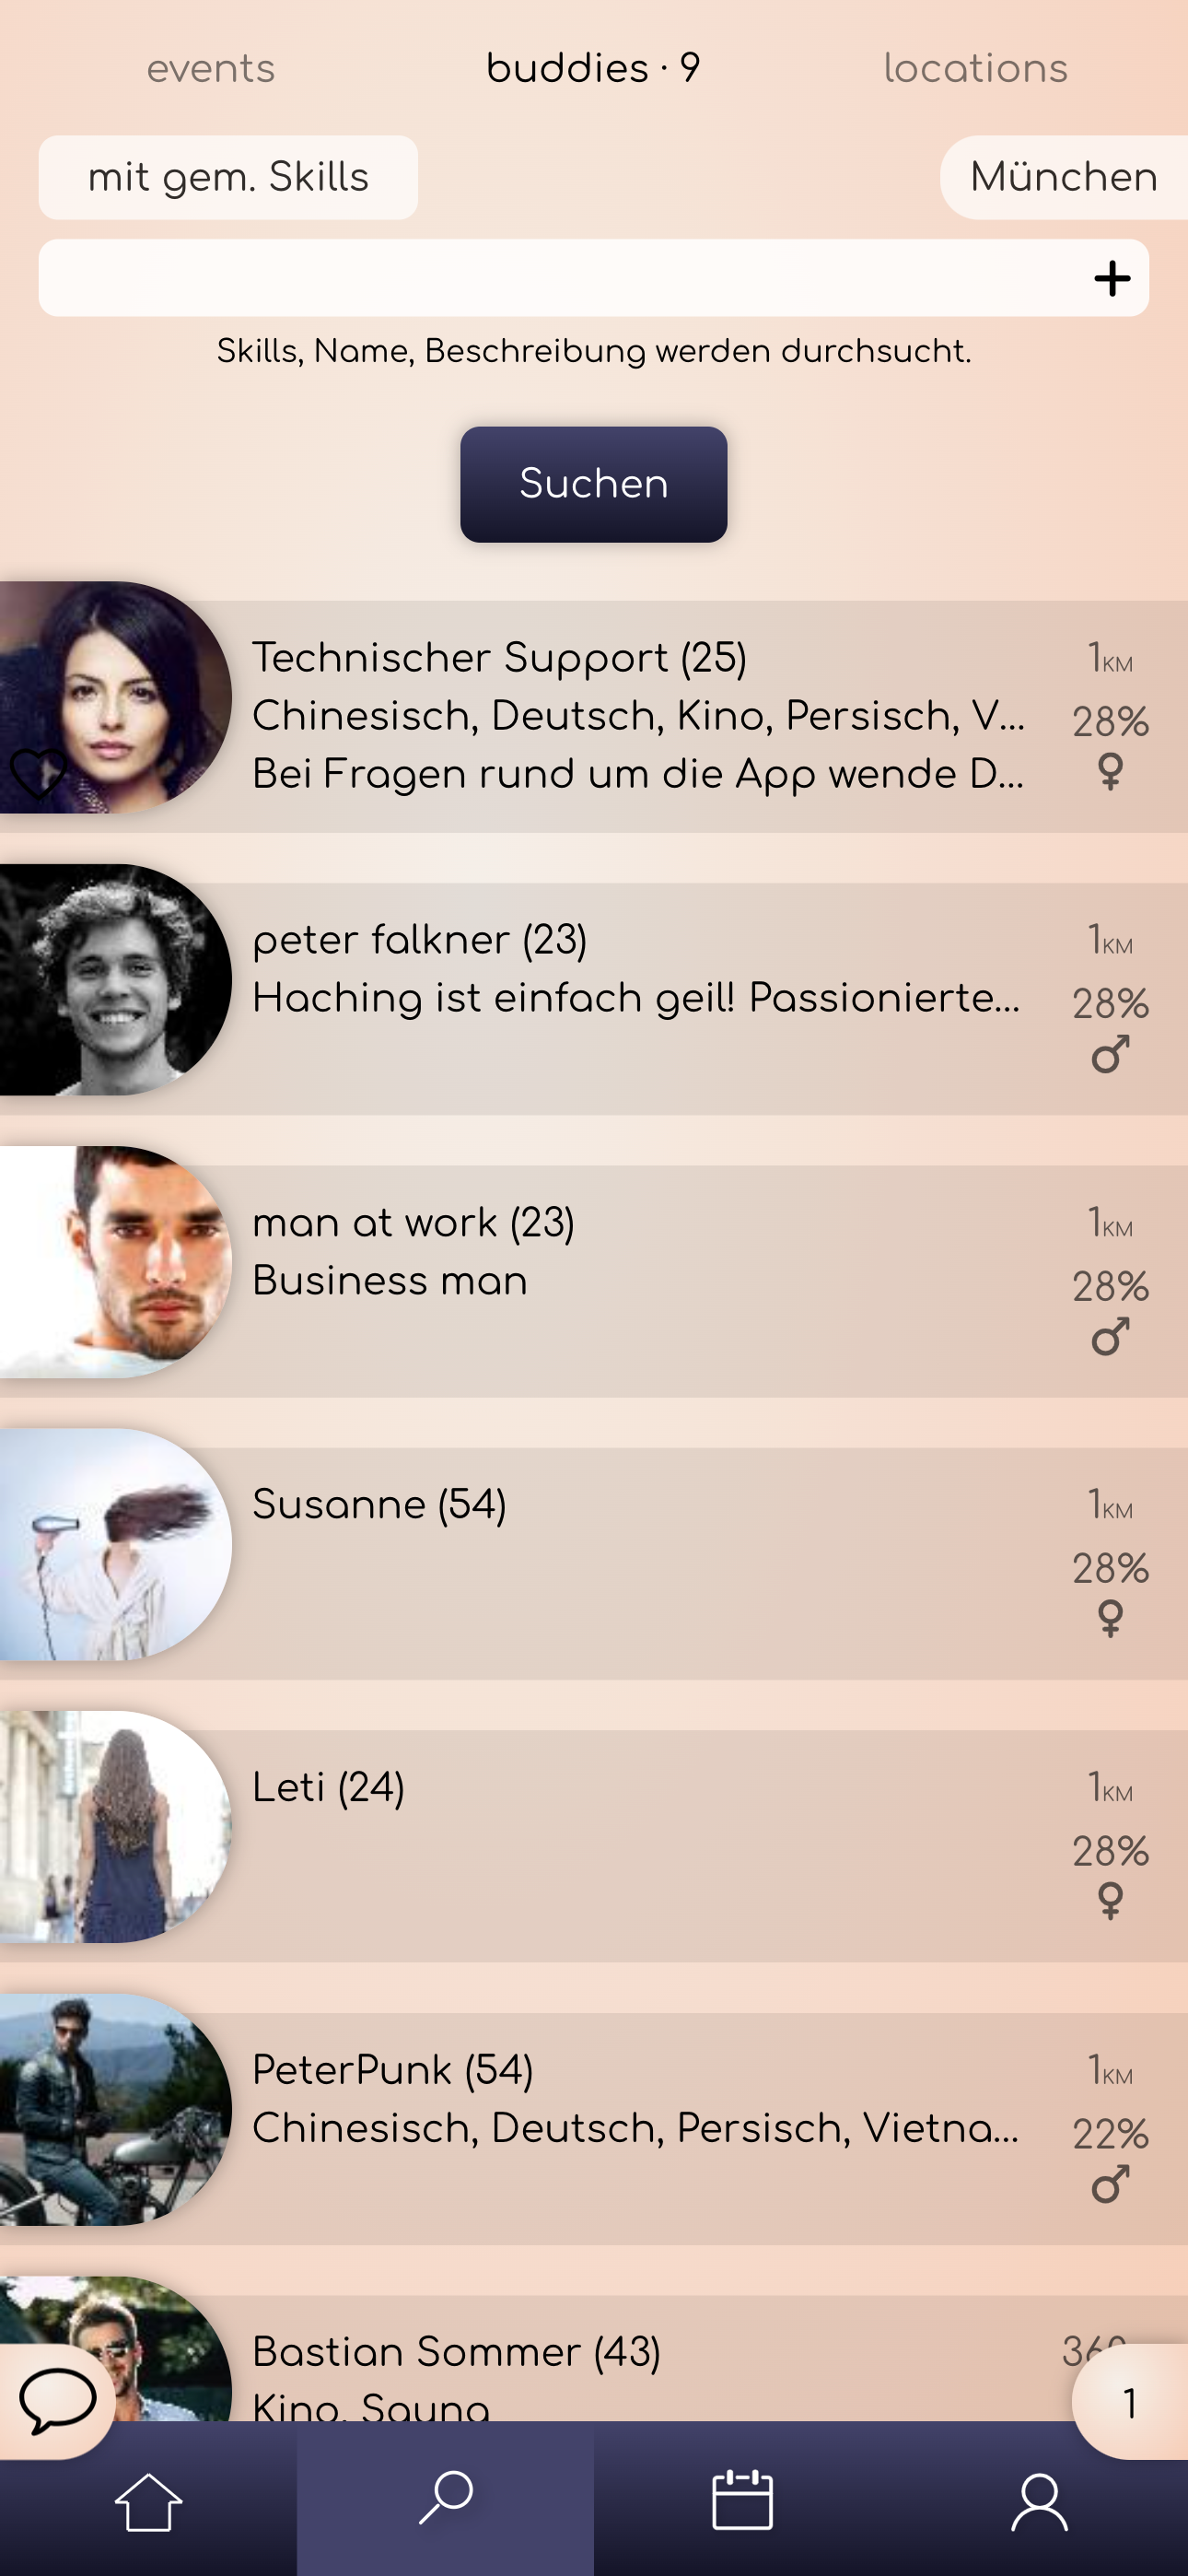 events
buddies · 9
locations
mit gem. Skills
München
Skills, Name, Beschreibung werden durchsucht.
Suchen
Technischer Support (25)
1KM
Chinesisch, Deutsch, Kino, Persisch, V...
28%
Bei Fragen rund um die App wende D...
peter falkner (23)
1KM
Haching ist einfach geil! Passionierte...
28%
man at work (23)
1KM
Business man
28%
Susanne (54)
1KM
28%
Leti (24)
1KM
28%
PeterPunk (54)
1KM
Chinesisch, Deutsch, Persisch, Vietna...
22%
Bastian Sommer (43)
Kino, Sauna
1